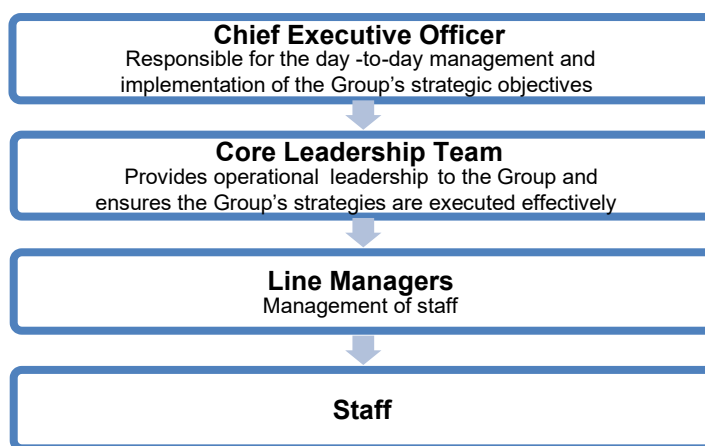 Chief Executive Officer
Responsible for the day -to-day management and
implementation of the Group’s strategic objectives
Core Leadership Team
Provides operational leadership to the Group and
ensures the Group’s strategies are executed effectively
Line Managers
Management of staff
Staff